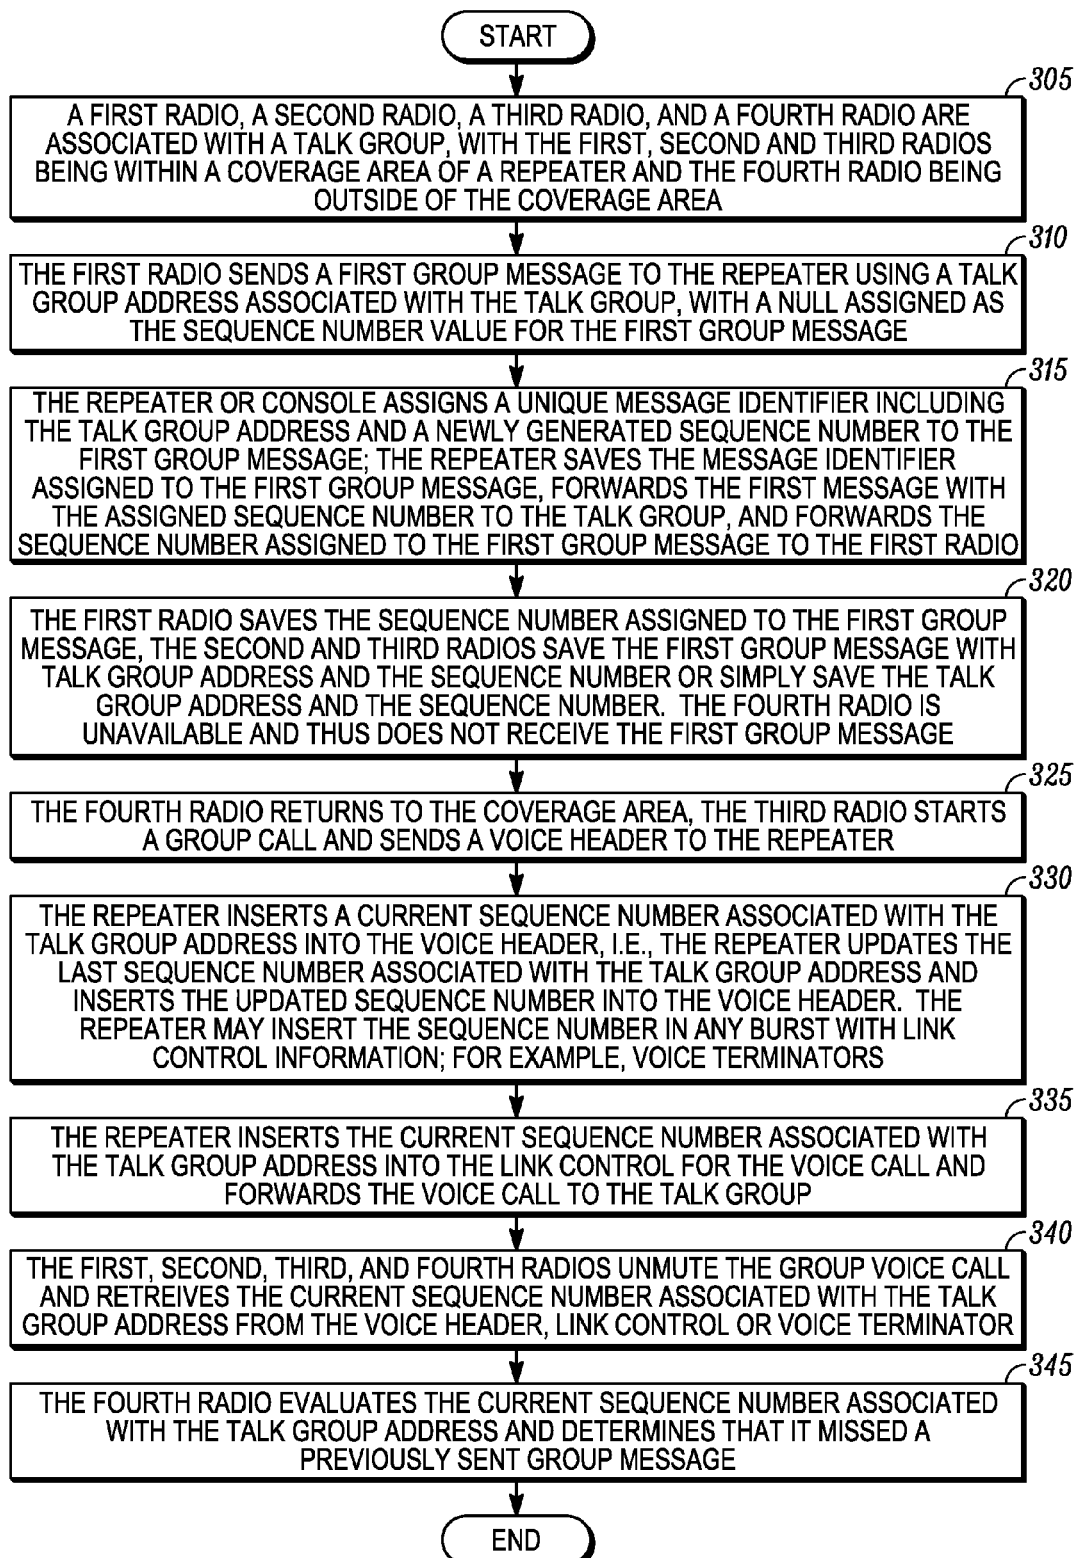 START
305
A FIRST RADIO, A SECOND RADIO, A THIRD RADIO, AND A FOURTH RADIO ARE
ASSOCIATED WITH A TALK GROUP, WITH THE FIRST, SECOND AND THIRD RADIOS
BEING WITHIN A COVERAGE AREA OF A REPEATER AND THE FOURTH RADIO BEING
OUTSIDE OF THE COVERAGE AREA
310
THE FIRST RADIO SENDS A FIRST GROUP MESSAGE TO THE REPEATER USING A TALK
GROUP ADDRESS ASSOCIATED WITH THE TALK GROUP, WITH A NULL ASSIGNED AS
THE SEQUENCE NUMBER VALUE FOR THE FIRST GROUP MESSAGE
315
THE REPEATER OR CONSOLE ASSIGNS A UNIQUE MESSAGE IDENTIFIER INCLUDING
THE TALK GROUP ADDRESS AND A NEWLY GENERATED SEQUENCE NUMBER TO THE
FIRST GROUP MESSAGE; THE REPEATER SAVES THE MESSAGE IDENTIFIER
ASSIGNED TO THE FIRST GROUP MESSAGE, FORWARDS THE FIRST MESSAGE WITH
THE ASSIGNED SEQUENCE NUMBER TO THE TALK GROUP, AND FORWARDS THE
SEQUENCE NUMBER ASSIGNED TO THE FIRST GROUP MESSAGE TO THE FIRST RADIO
320
THE FIRST RADIO SAVES THE SEQUENCE NUMBER ASSIGNED TO THE FIRST GROUP
MESSAGE, THE SECOND AND THIRD RADIOS SAVE THE FIRST GROUP MESSAGE WITH
TALK GROUP ADDRESS AND THE SEQUENCE NUMBER OR SIMPLY SAVE THE TALK
GROUP ADDRESS AND THE SEQUENCE NUMBER. THE FOURTH RADIO IS
UNAVAILABLE AND THUS DOES NOT RECEIVE THE FIRST GROUP MESSAGE
325
THE FOURTH RADIO RETURNS TO THE COVERAGE AREA, THE THIRD RADIO STARTS
A GROUP CALL AND SENDS A VOICE HEADER TO THE REPEATER
330
THE REPEATER INSERTS A CURRENT SEQUENCE NUMBER ASSOCIATED WITH THE
TALK GROUP ADDRESS INTO THE VOICE HEADER, I.E., THE REPEATER UPDATES THE
LAST SEQUENCE NUMBER ASSOCIATED WITH THE TALK GROUP ADDRESS AND
INSERTS THE UPDATED SEQUENCE NUMBER INTO THE VOICE HEADER. THE
REPEATER MAY INSERT THE SEQUENCE NUMBER IN ANY BURST WITH LINK
CONTROL INFORMATION; FOR EXAMPLE, VOICE TERMINATORS
335
THE REPEATER INSERTS THE CURRENT SEQUENCE NUMBER ASSOCIATED WITH
THE TALK GROUP ADDRESS INTO THE LINK CONTROL FOR THE VOICE CALL AND
FORWARDS THE VOICE CALL TO THE TALK GROUP
340
THE FIRST, SECOND, THIRD, AND FOURTH RADIOS UNMUTE THE GROUP VOICE CALL
AND RETREIVES THE CURRENT SEQUENCE NUMBER ASSOCIATED WITH THE TALK
GROUP ADDRESS FROM THE VOICE HEADER, LINK CONTROL OR VOICE TERMINATOR
345
THE FOURTH RADIO EVALUATES THE CURRENT SEQUENCE NUMBER ASSOCIATED
WITH THE TALK GROUP ADDRESS AND DETERMINES THAT IT MISSED A
PREVIOUSLY SENT GROUP MESSAGE
END